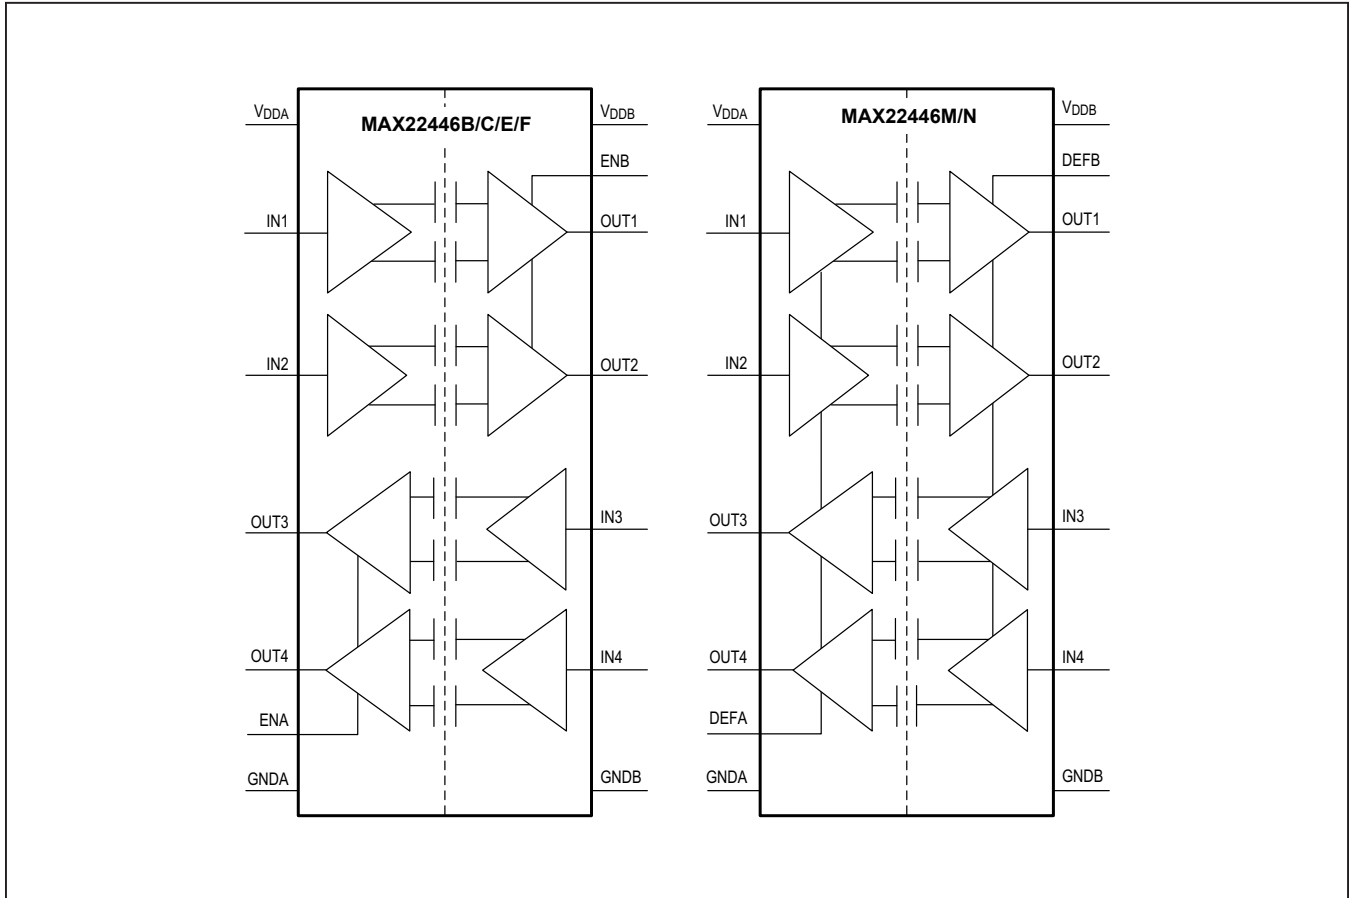 MAX22446B/C/E/F
VDDA
VDDB
ENB
IN1
OUT1
IN2
OUT2
OUT3
IN3
OUT4
IN4
ENA
GNDA
GNDB
MAX22446M/N
VDDA
VDDB
DEFB
IN1
OUT1
IN2
OUT2
OUT3
IN3
OUT4
IN4
DEFA
GNDA
GNDB